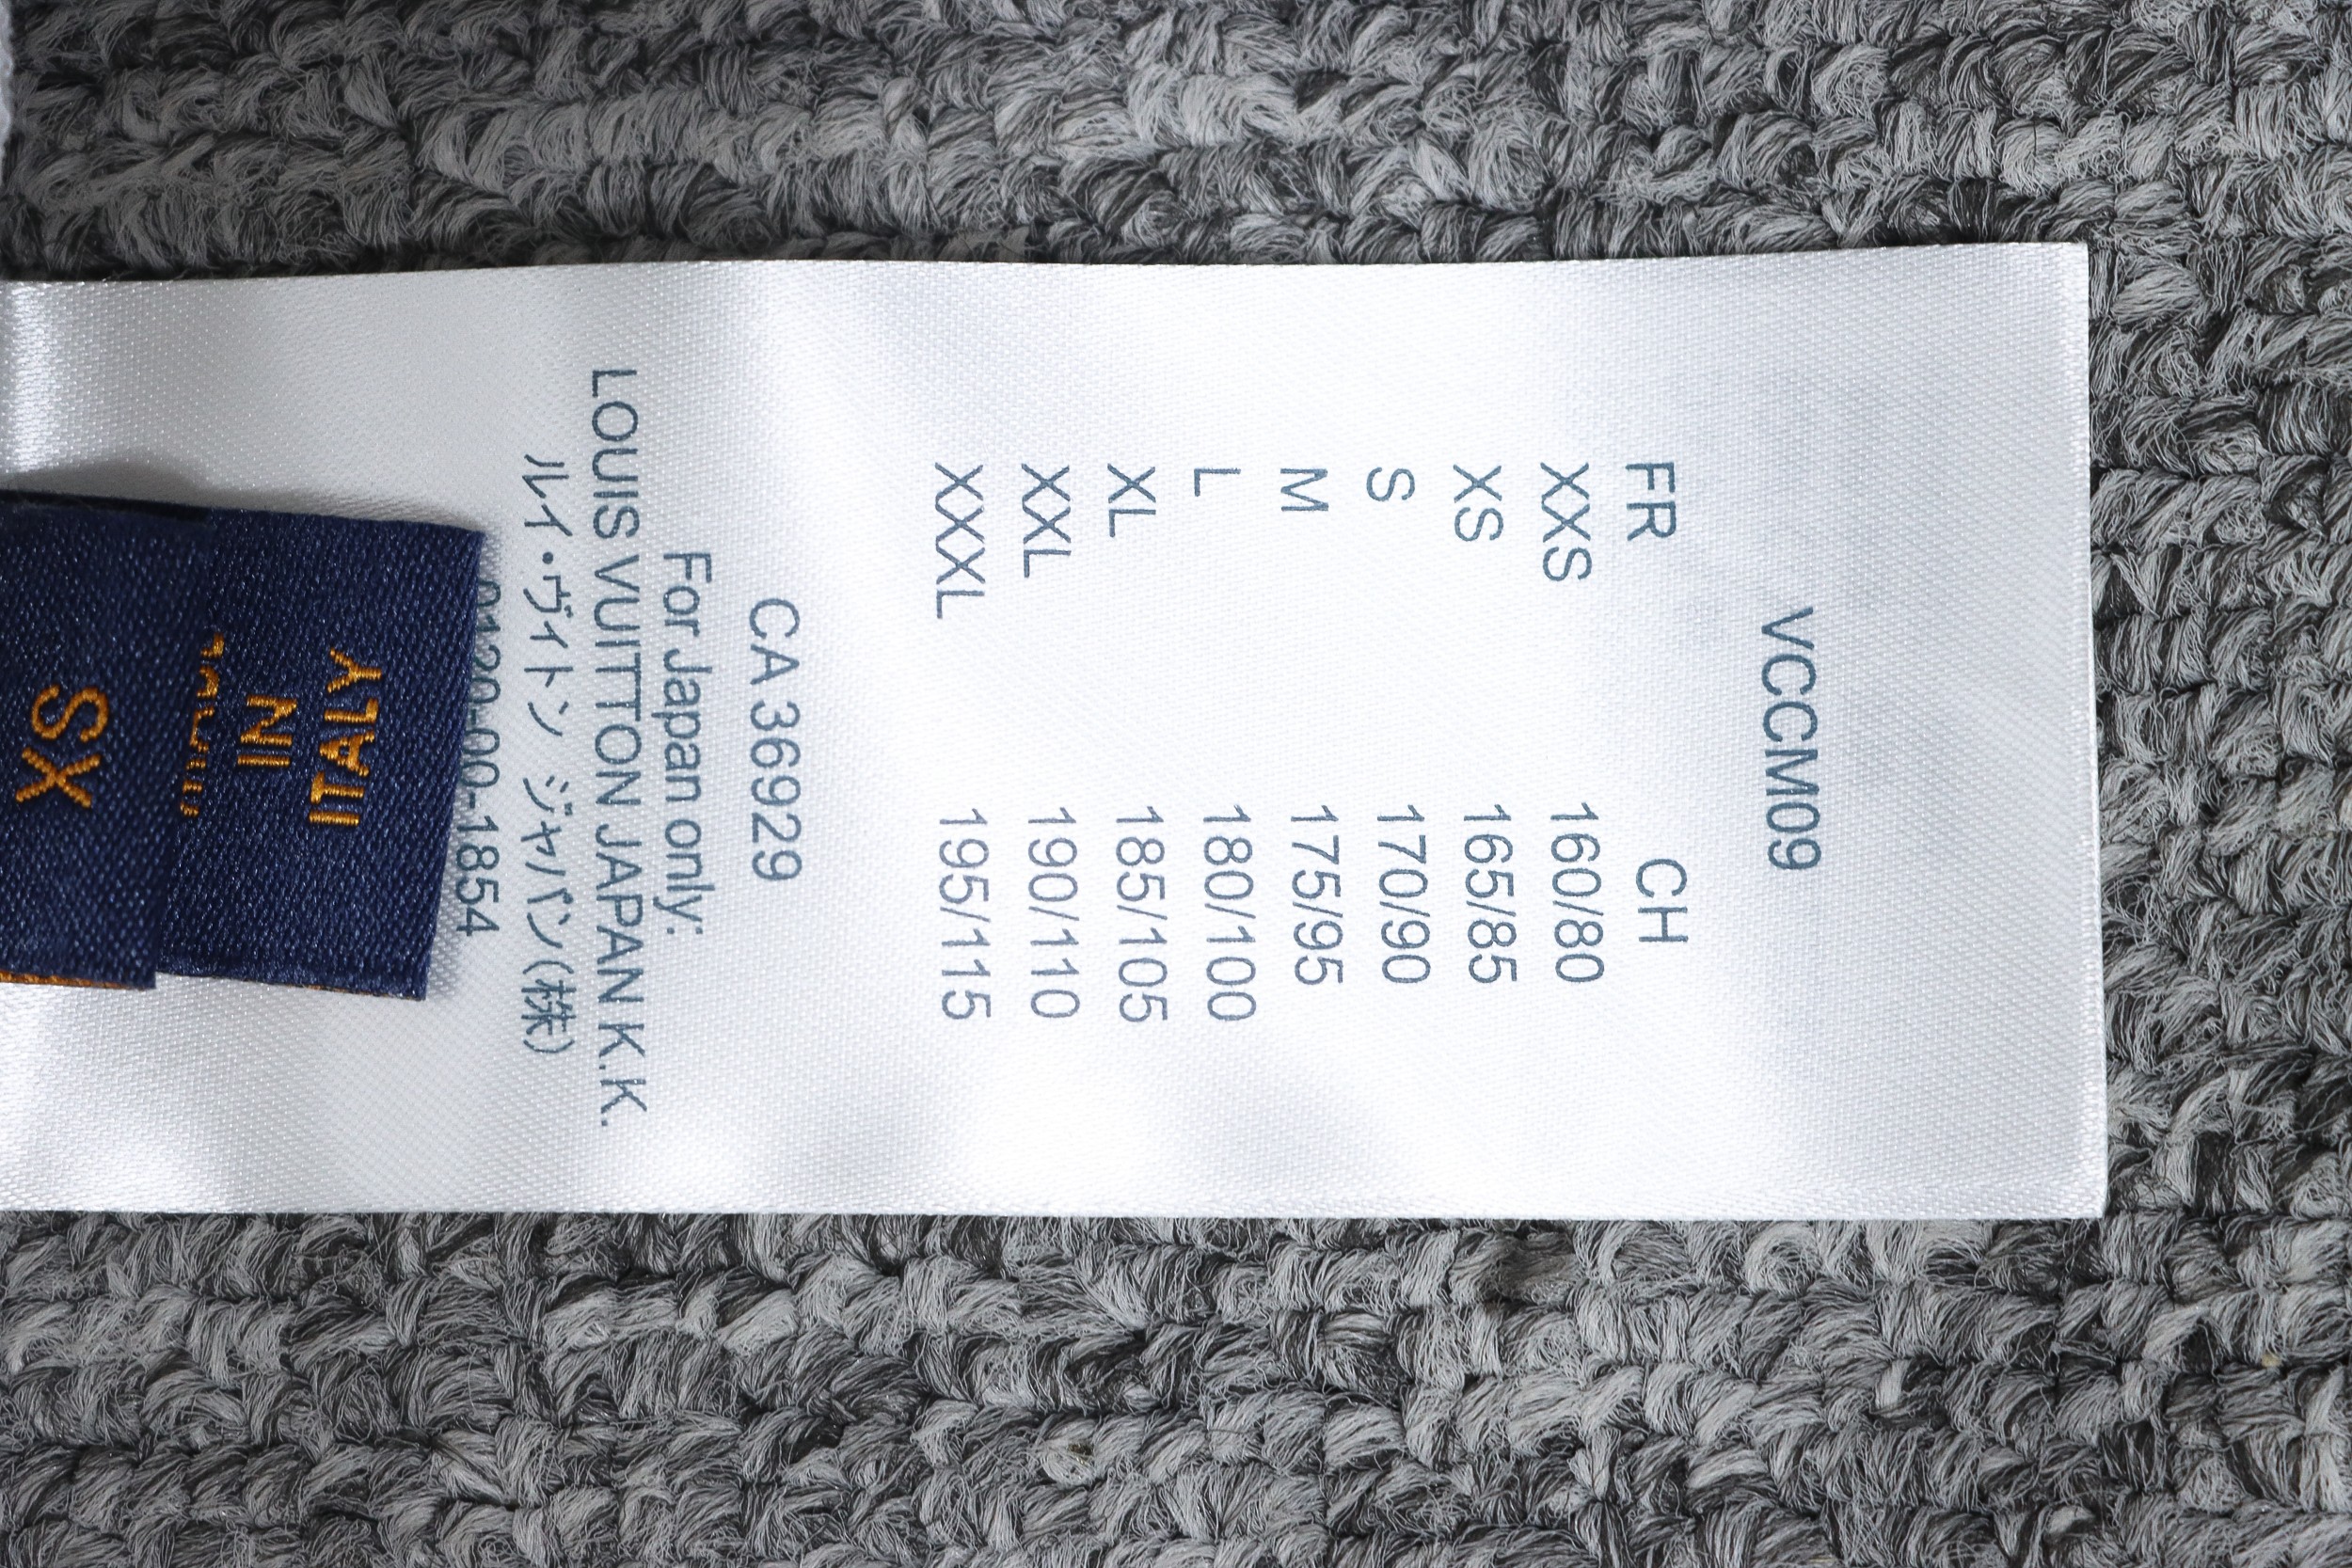 VCCM09
FR CH
XXS 160/80
XS 165/85
S 170/90
M 175/95
L 180/100
XL 185/105
XXL 190/110
XXXL 195/115
CA 36929
For Japan only:
LOUIS VUITTON JAPAN K.K.
ルイ・ヴィトン ジャパン(株)
0120-00-1854
XS
IN
ITALY